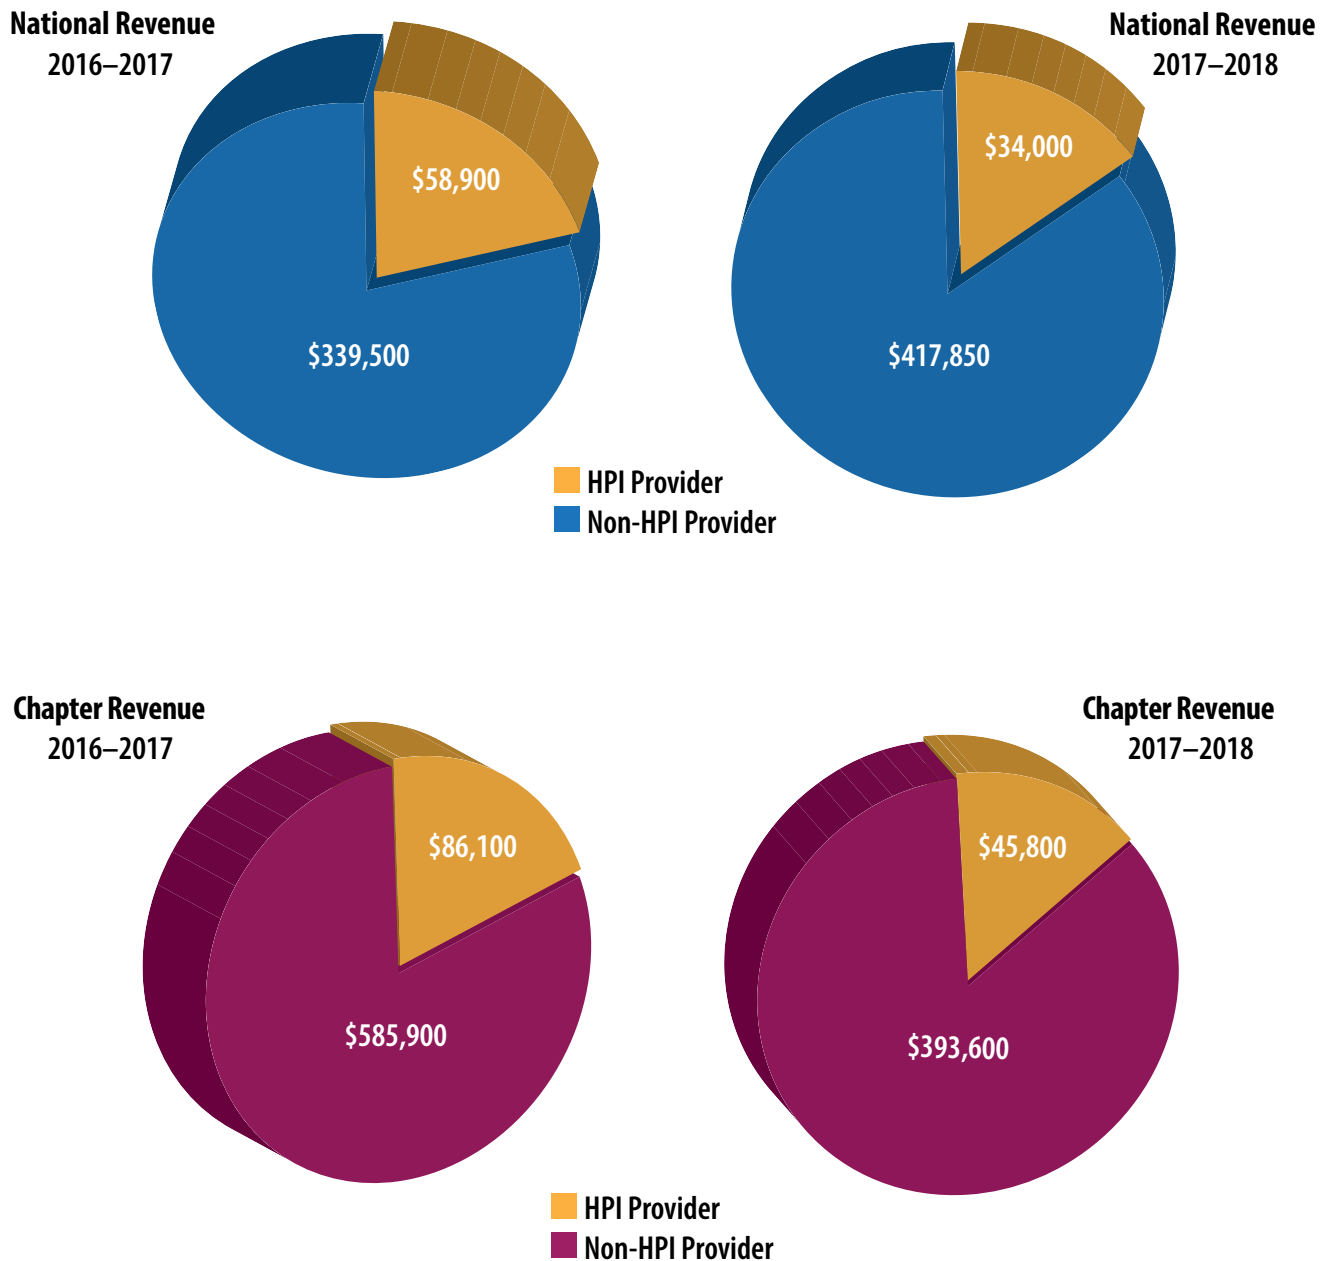 National Revenue
2016–2017
National Revenue
2017–2018
$58,900
$339,500
$34,000
$417,850
HPI Provider
Non-HPI Provider
Chapter Revenue
2016–2017
Chapter Revenue
2017–2018
$86,100
$585,900
$45,800
$393,600
HPI Provider
Non-HPI Provider